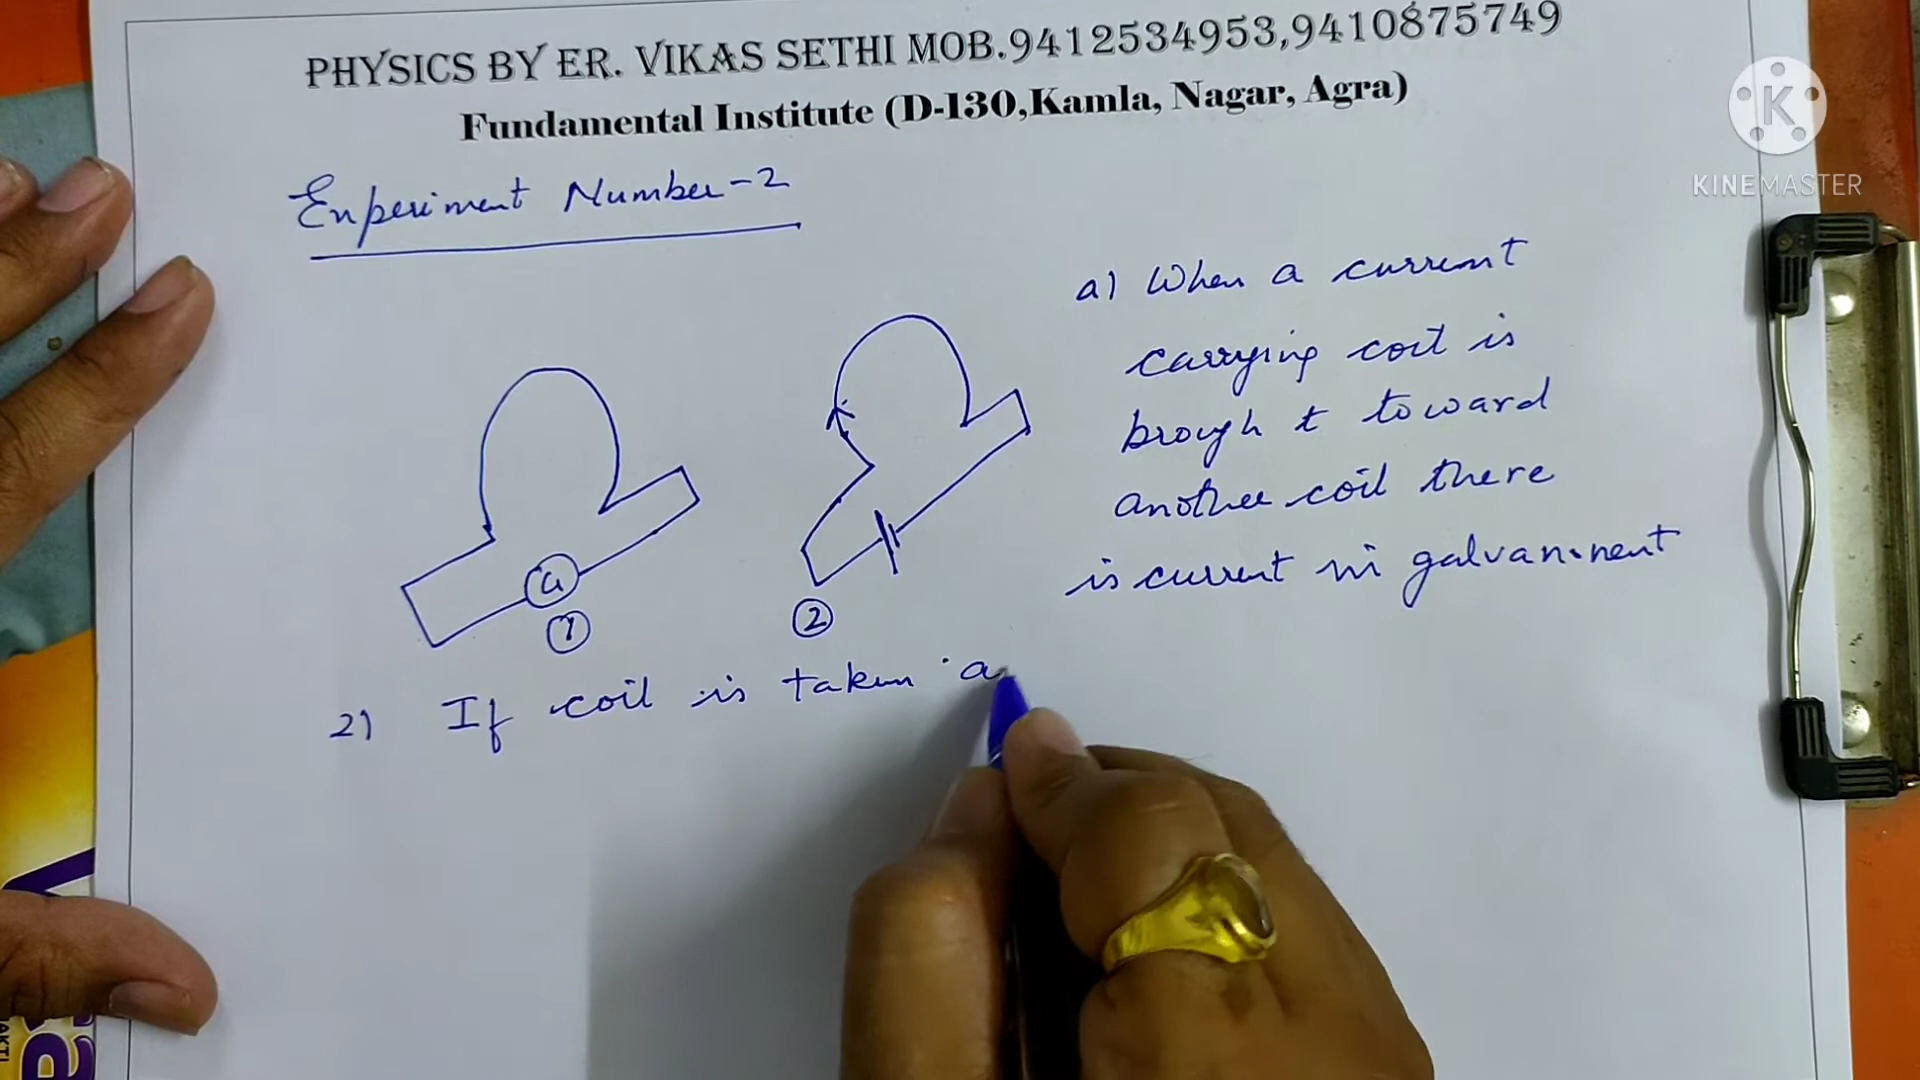 PHYSICS BY ER. VIKAS SETHI MOB.9412534953,9410875749
Fundamental Institute (D-130,Kamla, Nagar, Agra)
KINEMASTER
Experiment Number-2
a) When a current
carrying coil is
brough t toward
another coil there
is current in galvan.nent
G
1
2
2) If coil is taken a